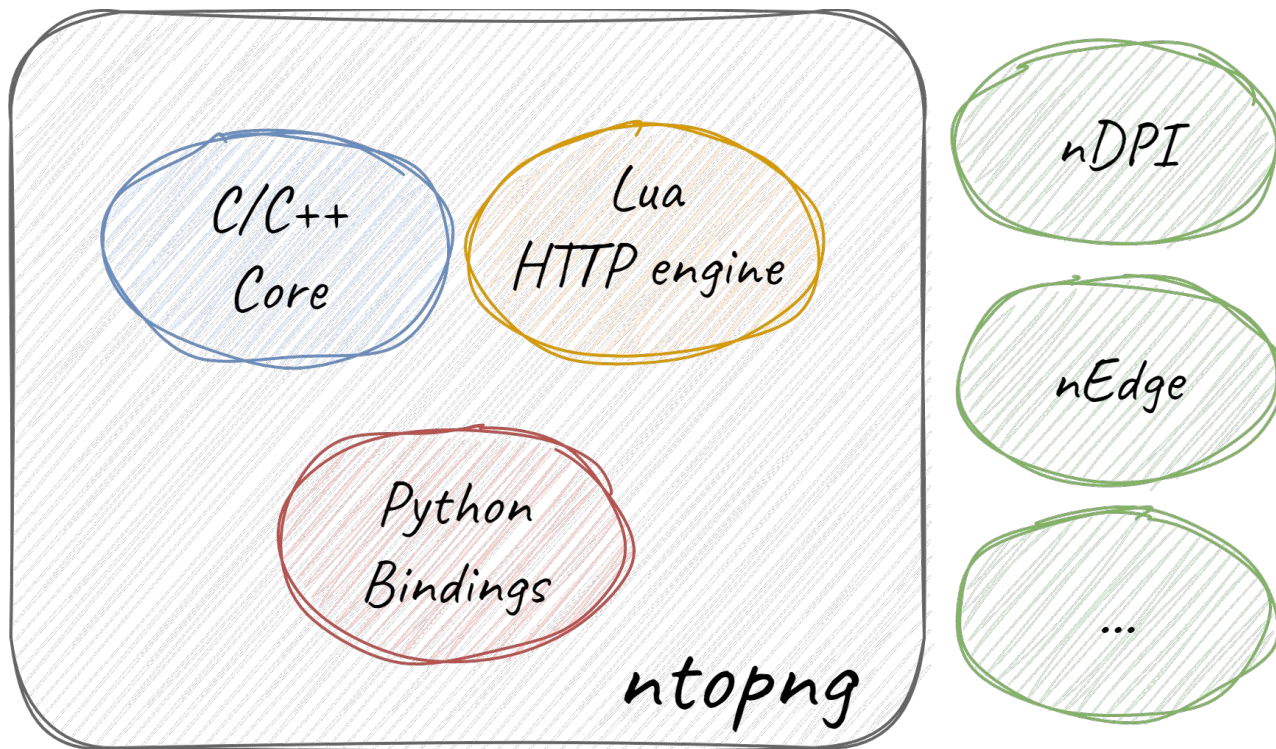 C/C++
Core
Lua
HTTP engine
Python
Bindings
ntopng
nDPI
nEdge
...